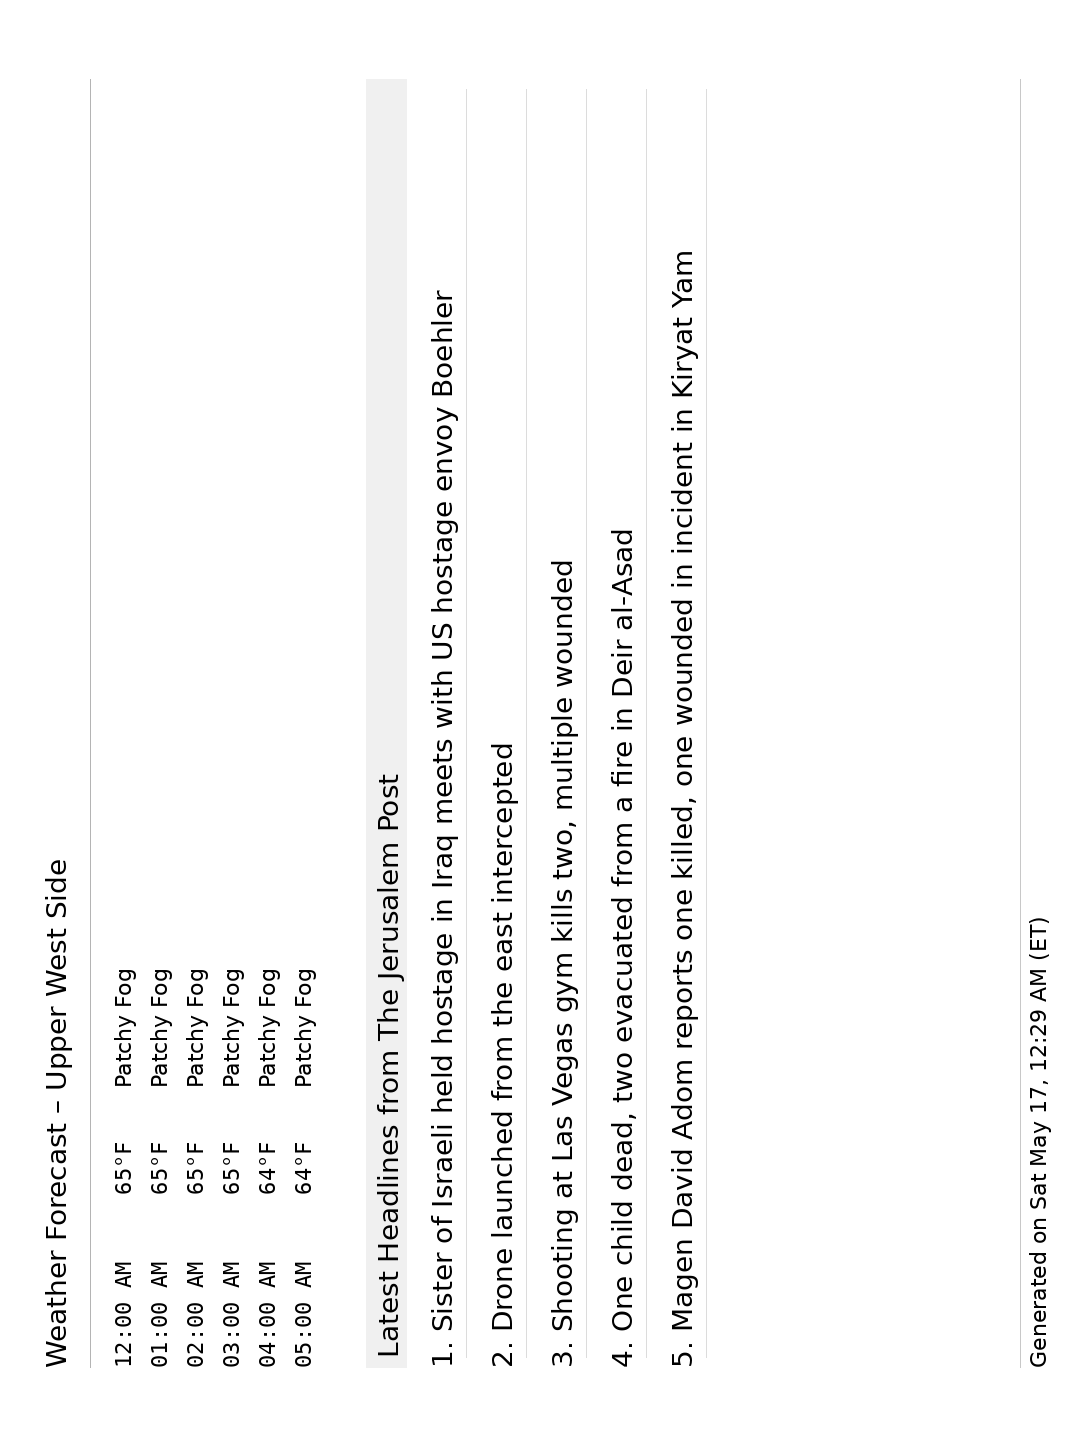 Weather Forecast – Upper West Side
12:00 AM 65°F Patchy Fog
01:00 AM 65°F Patchy Fog
02:00 AM 65°F Patchy Fog
03:00 AM 65°F Patchy Fog
04:00 AM 64°F Patchy Fog
05:00 AM 64°F Patchy Fog
Latest Headlines from The Jerusalem Post
1. Sister of Israeli held hostage in Iraq meets with US hostage envoy Boehler
2. Drone launched from the east intercepted
3. Shooting at Las Vegas gym kills two, multiple wounded
4. One child dead, two evacuated from a fire in Deir al-Asad
5. Magen David Adom reports one killed, one wounded in incident in Kiryat Yam
Generated on Sat May 17, 12:29 AM (ET)